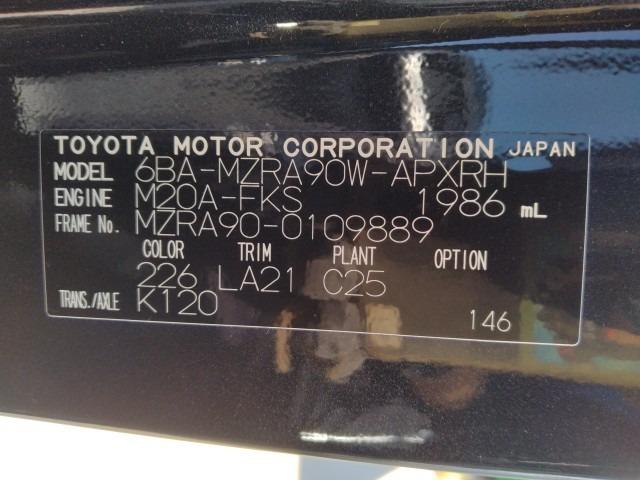 TOYOTA MOTOR CORPORATION JAPAN
MODEL 6BA-MZRA90W-APXRH
ENGINE M20A-FKS 1986 mL
FRAME No. MZRA90-0109889
COLOR TRIM PLANT OPTION
226 LA21 C25
TRANS./AXLE K120
146